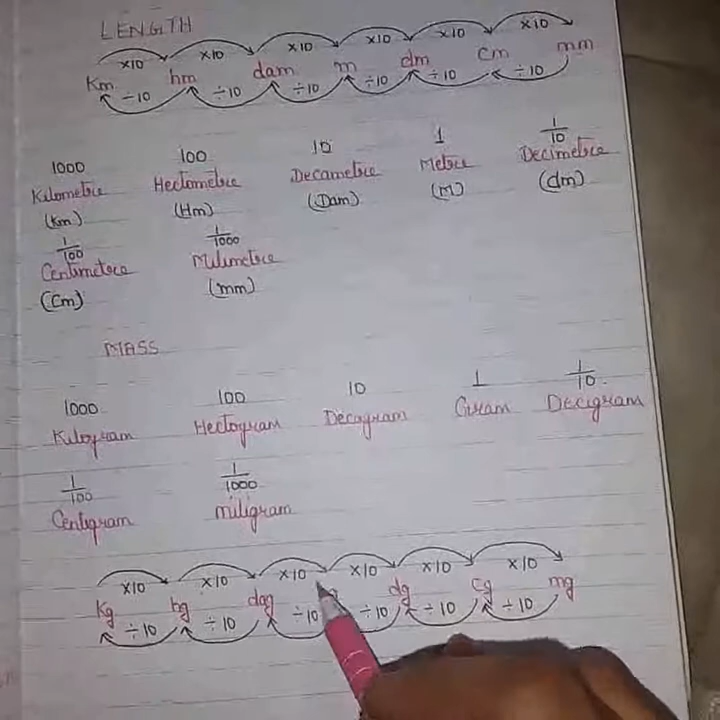 LENGTH
×10 ×10 ×10 ×10 ×10 ×10
Km hm dam m dm cm mm
÷10 ÷10 ÷10 ÷10 ÷10 ÷10
1000 100 10 1 1/10
Kilometre Hectometre Decametre Metre Decimetre
(Km) (Hm) (Dam) (M) (dm)
1/100 1/1000
Centimetre Milimetre
(Cm) (mm)
MASS
1000 100 10 1 1/10
Kilogram Hectogram Decagram Gram Decigram
1/100 1/1000
Centigram miligram
×10 ×10 ×10 ×10 ×10 ×10
Kg hg dag dg cg mg
÷10 ÷10 ÷10 ÷10 ÷10 ÷10